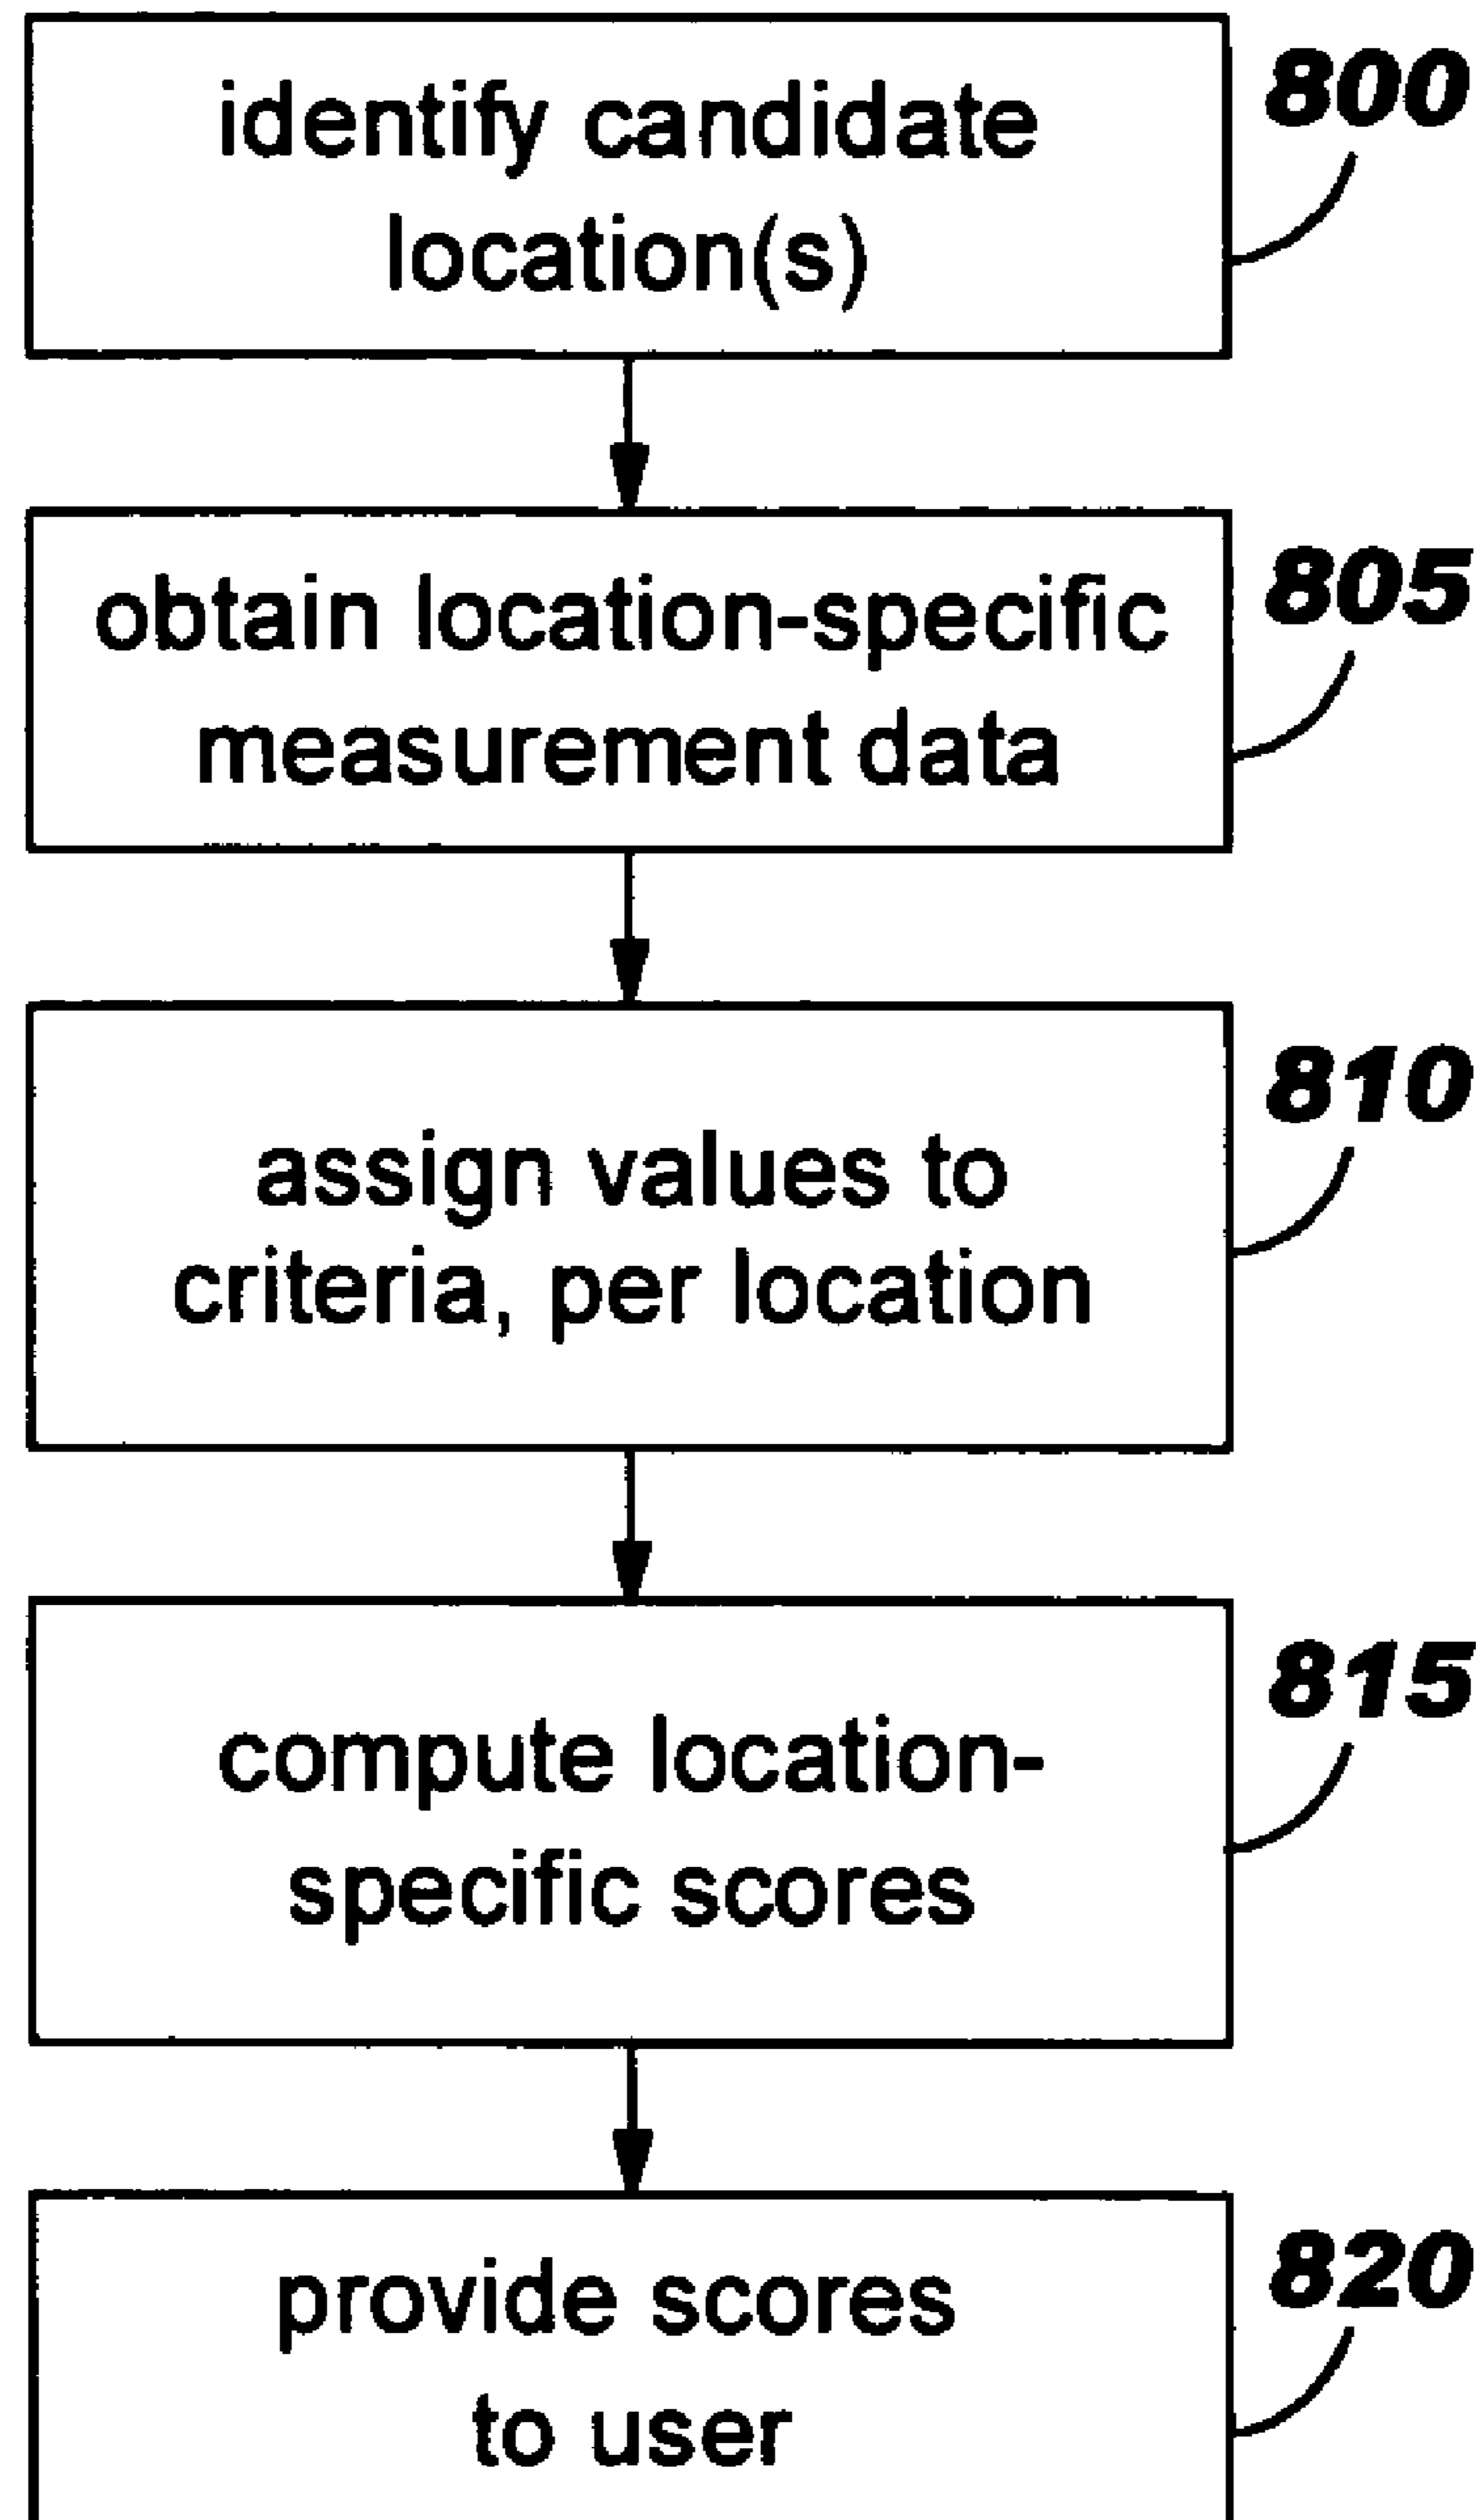 identify candidate
location(s)
800
obtain location-specific
measurement data
805
assign values to
criteria, per location
810
compute location-
specific scores
815
provide scores
to user
820